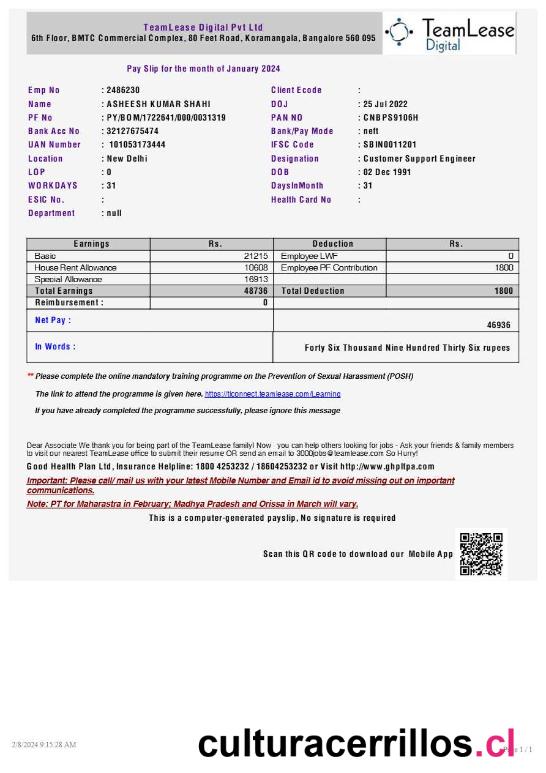 TeamLease Digital Pvt Ltd
6th Floor, BMTC Commercial Complex, 80 Feet Road, Koramangala, Bangalore 560 095
TeamLease
Digital
Pay Slip for the month of January 2024
Emp No : 2486230 Client Ecode :
Name : ASHEESH KUMAR SHAHI DOJ : 25 Jul 2022
PF No : PY/BOM/1722641/000/0031319 PAN NO : CNBPS9106H
Bank Acc No : 32127675474 Bank/Pay Mode : neft
UAN Number : 101053173444 IFSC Code : SBIN0011201
Location : New Delhi Designation : Customer Support Engineer
LOP : 0 DOB : 02 Dec 1991
WORKDAYS : 31 DaysInMonth : 31
ESIC No. : Health Card No :
Department : null
Earnings Rs. Deduction Rs.
Basic 21215 Employee LWF 0
House Rent Allowance 10608 Employee PF Contribution 1800
Special Allowance 16913
Total Earnings 48736 Total Deduction 1800
Reimbursement : 0
Net Pay : 46936
In Words : Forty Six Thousand Nine Hundred Thirty Six rupees
** Please complete the online mandatory training programme on the Prevention of Sexual Harassment (POSH)
The link to attend the programme is given here. https://tlconnect.teamlease.com/Learning
If you have already completed the programme successfully, please ignore this message
Dear Associate We thank you for being part of the TeamLease family! Now you can help others looking for jobs - Ask your friends & family members
to visit our nearest TeamLease office to submit their resume OR send an email to 3000jobs@teamlease.com So Hurry!
Good Health Plan Ltd, Insurance Helpline: 1800 4253232 / 18604253232 or Visit http://www.ghpltpa.com
Important: Please call/ mail us with your latest Mobile Number and Email id to avoid missing out on important
communications.
Note: PT for Maharastra in February; Madhya Pradesh and Orissa in March will vary.
This is a computer-generated payslip, No signature is required
Scan this QR code to download our Mobile App
2/8/2024 9:15:28 AM
culturacerrillos.cl
1 / 1